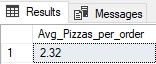 Results Messages
Avg_Pizzas_per_order
1 2.32